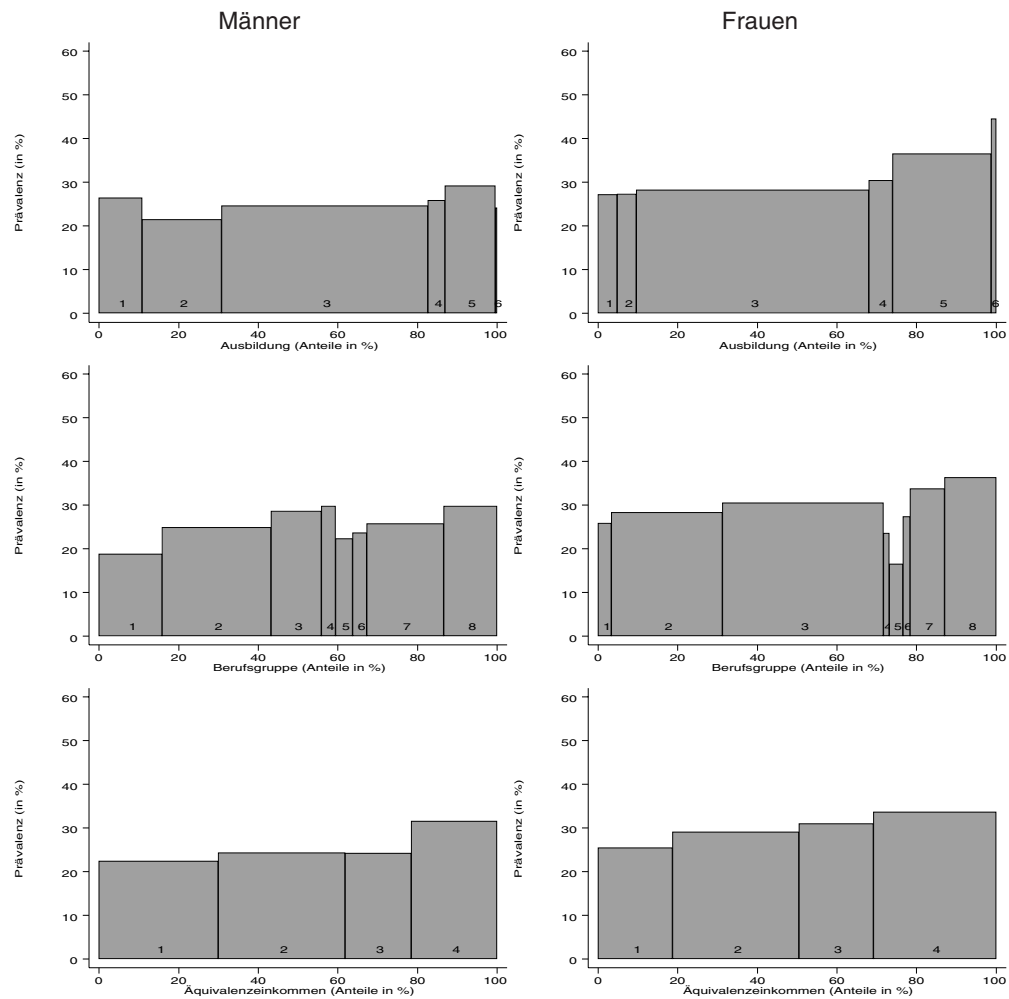 Männer
Frauen
60
50
40
30
20
10
0
Prävalenz (in %)
1 2 3 4 5 6
0 20 40 60 80 100
Ausbildung (Anteile in %)
60
50
40
30
20
10
0
Prävalenz (in %)
1 2 3 4 5 6
0 20 40 60 80 100
Ausbildung (Anteile in %)
60
50
40
30
20
10
0
Prävalenz (in %)
1 2 3 4 5 6 7 8
0 20 40 60 80 100
Berufsgruppe (Anteile in %)
60
50
40
30
20
10
0
Prävalenz (in %)
1 2 3 4 5 6 7 8
0 20 40 60 80 100
Berufsgruppe (Anteile in %)
60
50
40
30
20
10
0
Prävalenz (in %)
1 2 3 4
0 20 40 60 80 100
Äquivalenzeinkommen (Anteile in %)
60
50
40
30
20
10
0
Prävalenz (in %)
1 2 3 4
0 20 40 60 80 100
Äquivalenzeinkommen (Anteile in %)